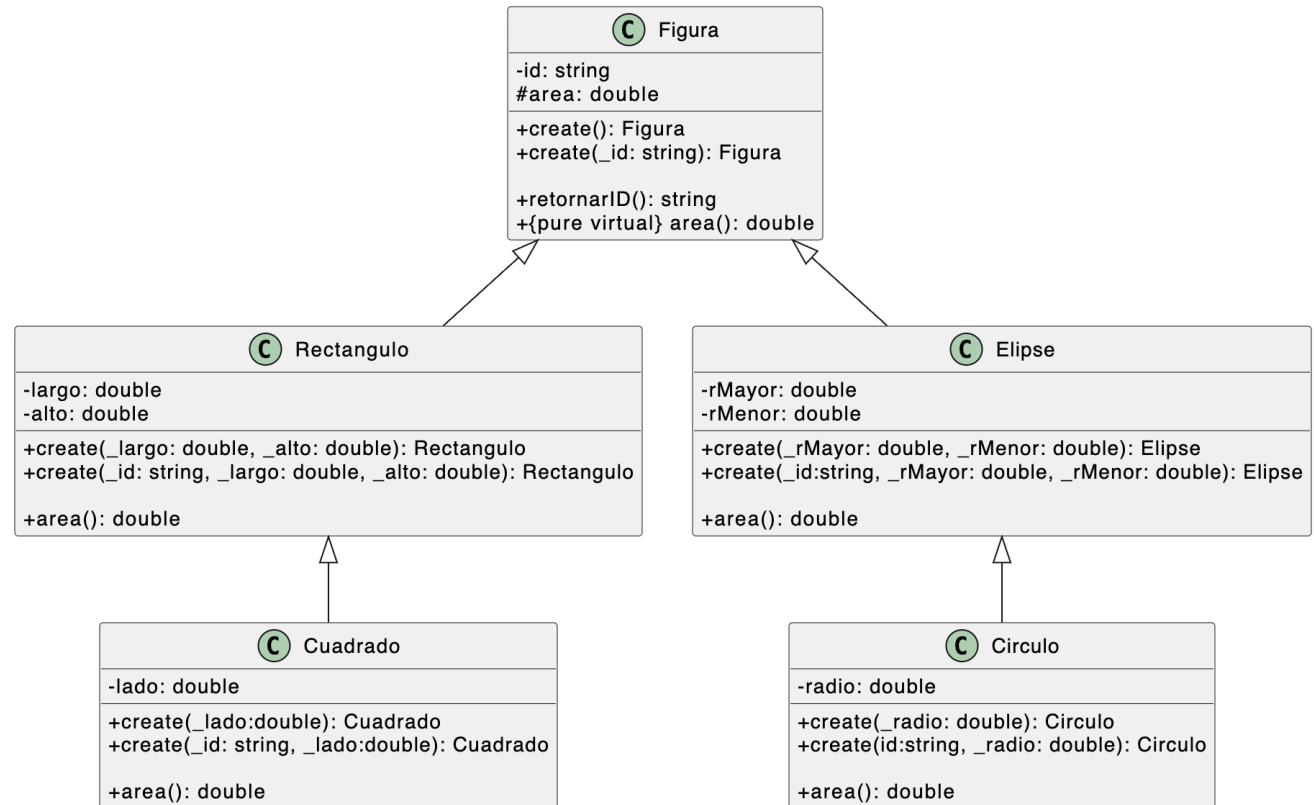 C Figura
-id: string
#area: double
+create(): Figura
+create(_id: string): Figura
+retornarID(): string
+{pure virtual} area(): double
C Rectangulo
-largo: double
-alto: double
+create(_largo: double, _alto: double): Rectangulo
+create(_id: string, _largo: double, _alto: double): Rectangulo
+area(): double
C Elipse
-rMayor: double
-rMenor: double
+create(_rMayor: double, _rMenor: double): Elipse
+create(_id:string, _rMayor: double, _rMenor: double): Elipse
+area(): double
C Cuadrado
-lado: double
+create(_lado:double): Cuadrado
+create(_id: string, _lado:double): Cuadrado
+area(): double
C Circulo
-radio: double
+create(_radio: double): Circulo
+create(id:string, _radio: double): Circulo
+area(): double